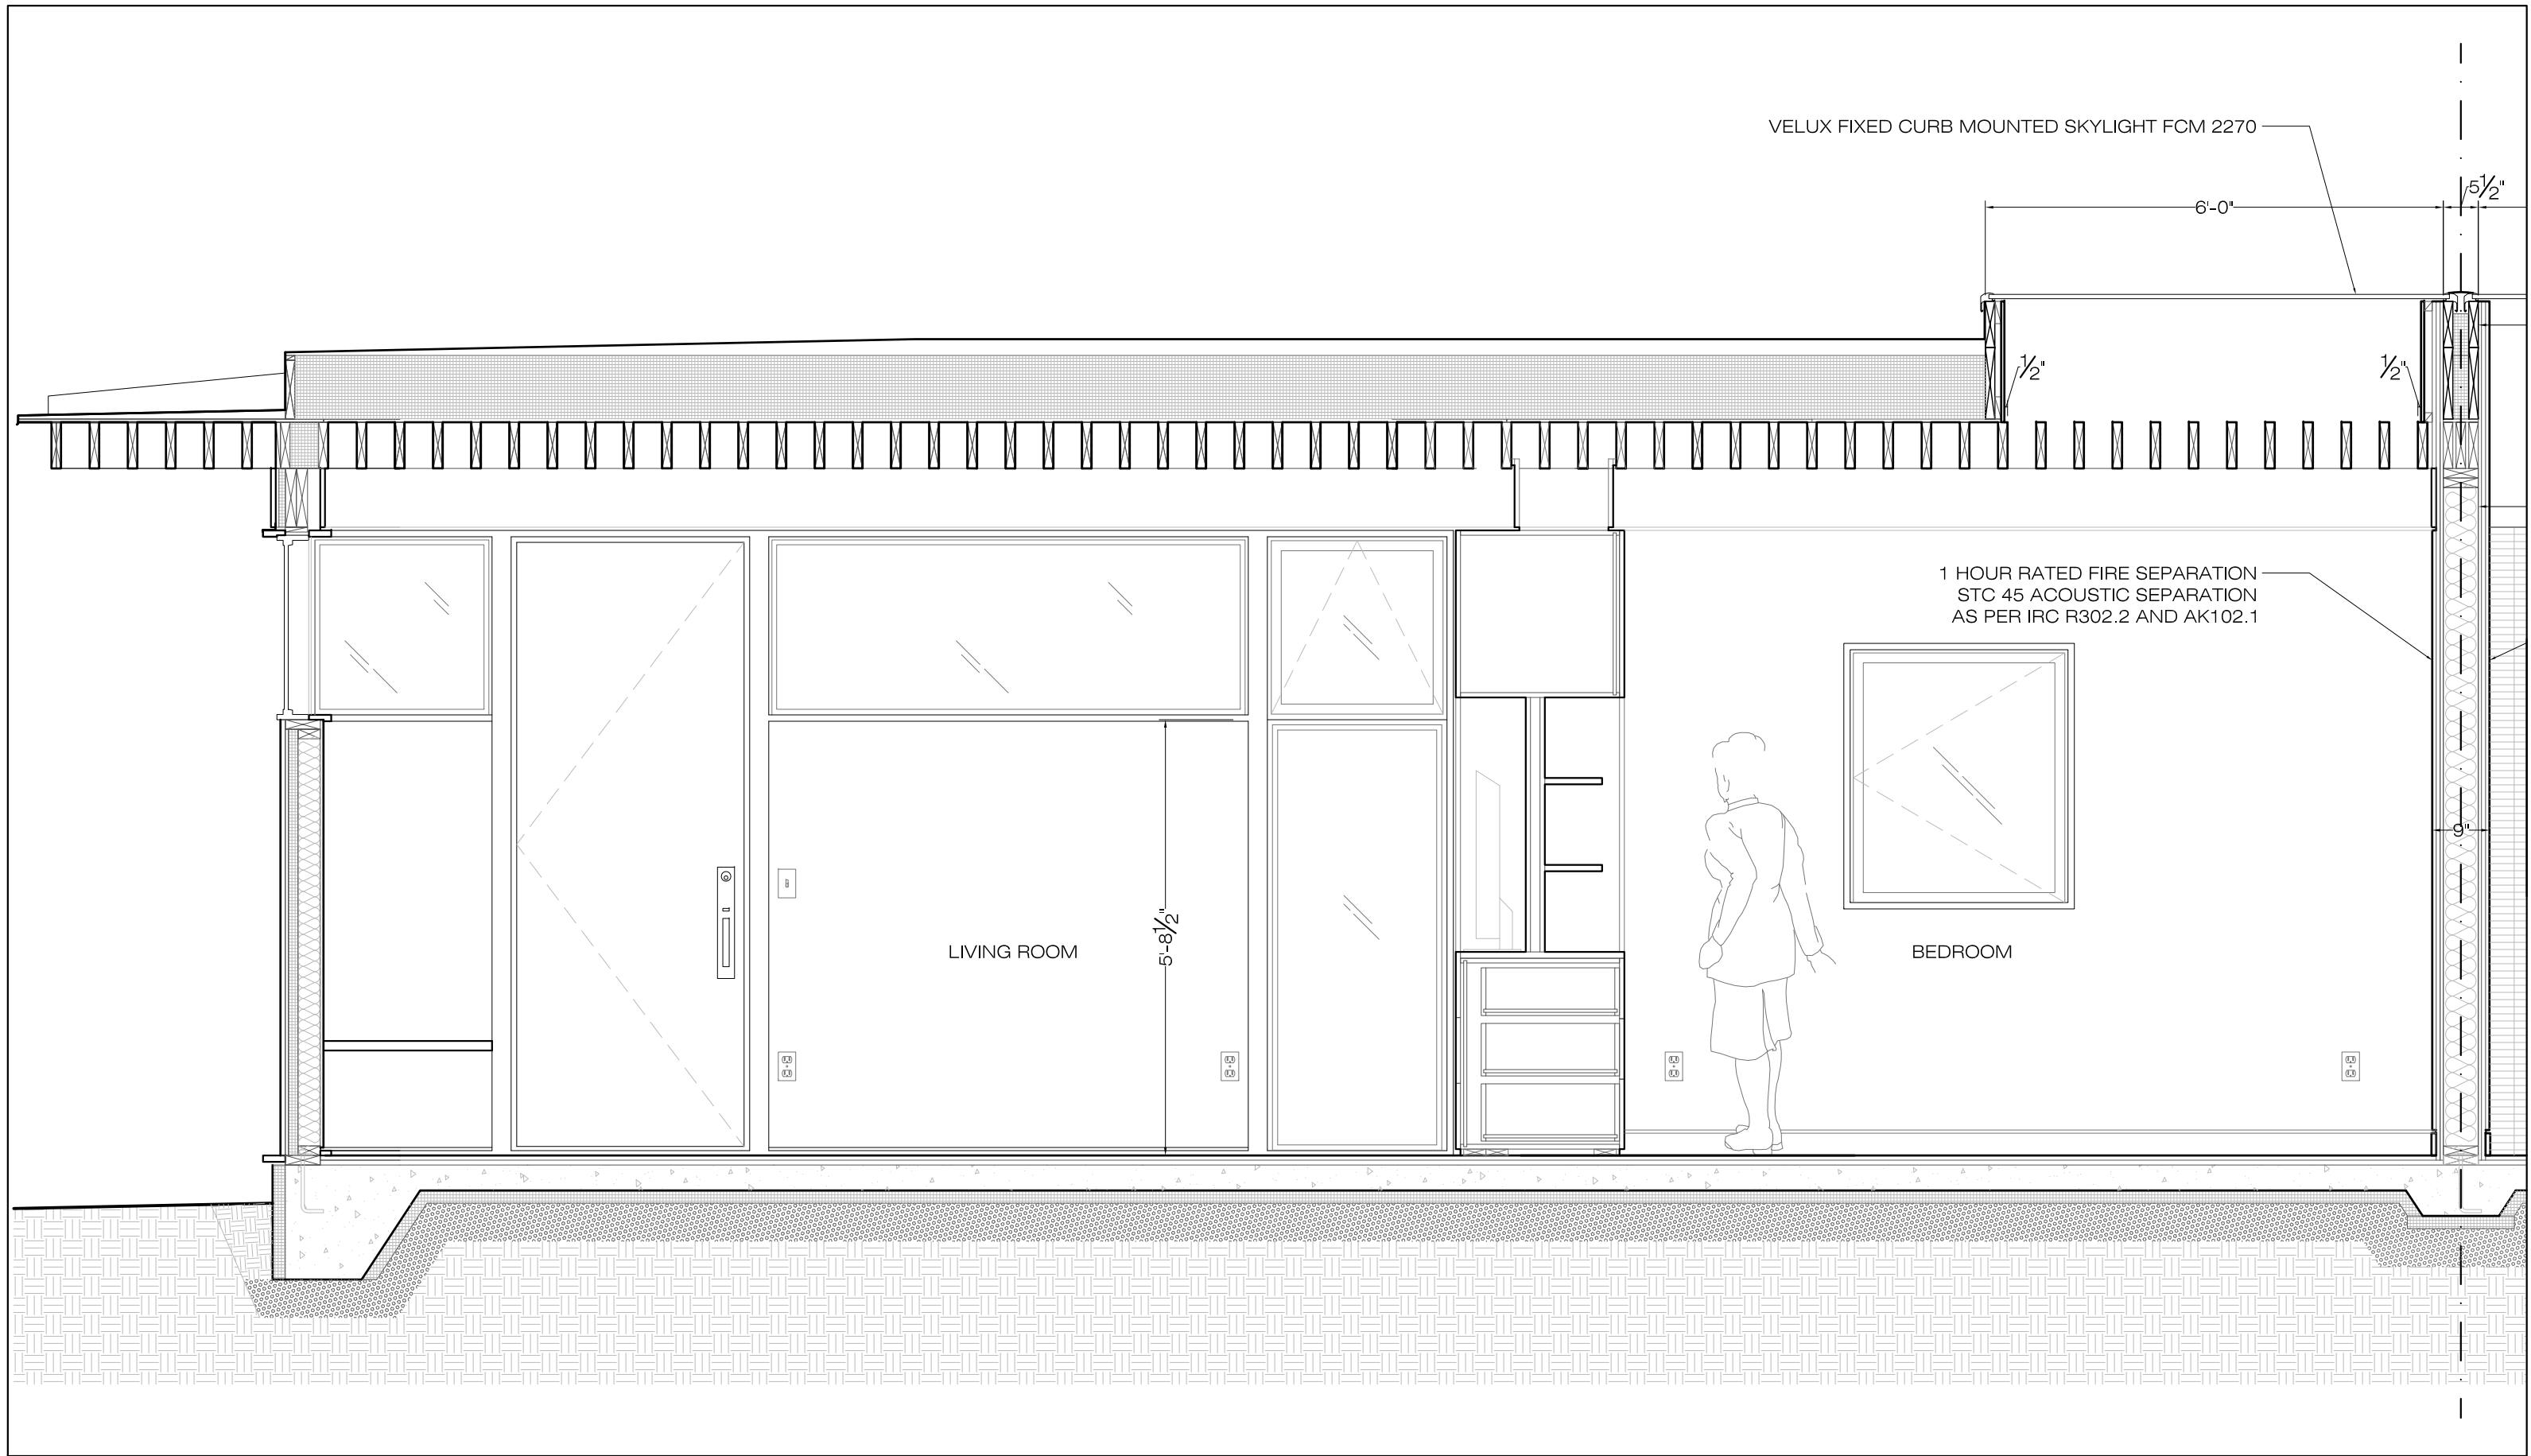 VELUX FIXED CURB MOUNTED SKYLIGHT FCM 2270
5½"
6'-0"
½"
½"
1 HOUR RATED FIRE SEPARATION
STC 45 ACOUSTIC SEPARATION
AS PER IRC R302.2 AND AK102.1
9"
5'-8½"
LIVING ROOM
BEDROOM